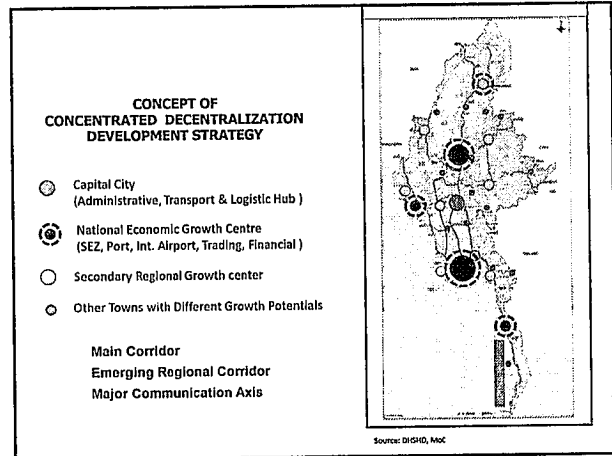 CONCEPT OF
CONCENTRATED DECENTRALIZATION
DEVELOPMENT STRATEGY
Capital City
(Administrative, Transport & Logistic Hub )
National Economic Growth Centre
(SEZ, Port, Int. Airport, Trading, Financial )
Secondary Regional Growth center
Other Towns with Different Growth Potentials
Main Corridor
Emerging Regional Corridor
Major Communication Axis
Source: DHSHD, MoC